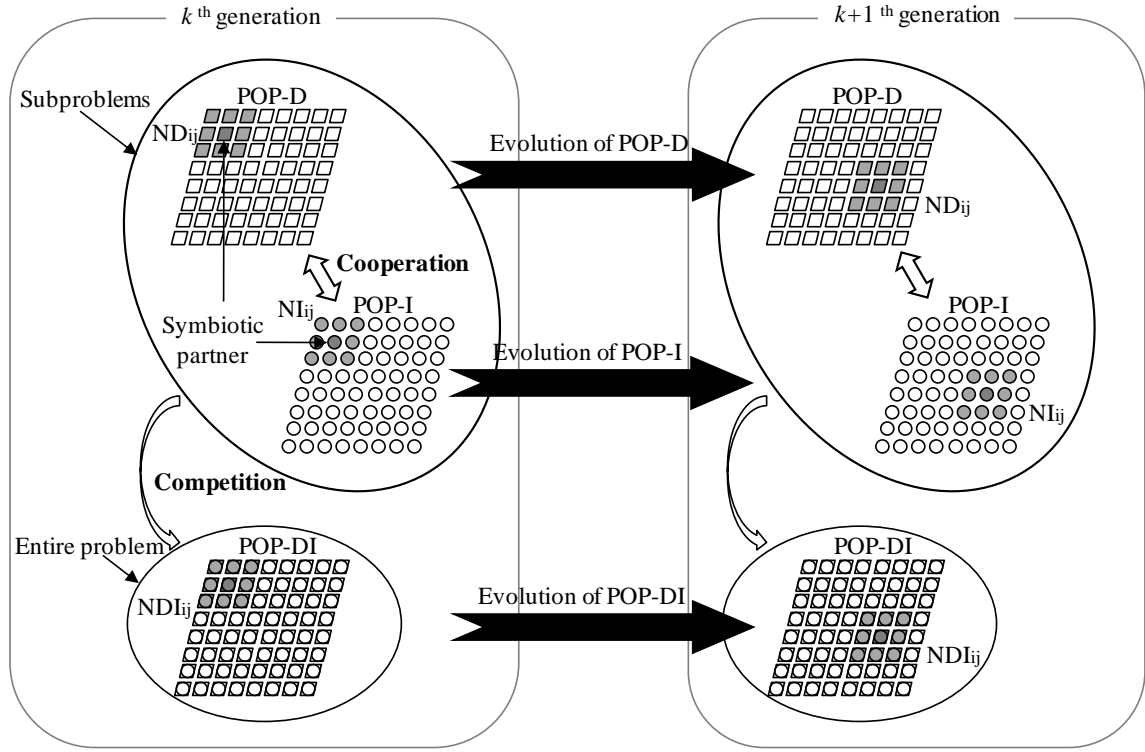 k th generation
k+1 th generation
Subproblems
POP-D
NDij
Evolution of POP-D
POP-D
NDij
Cooperation
NIij
POP-I
Symbiotic
partner
Evolution of POP-I
POP-I
NIij
Competition
Entire problem
POP-DI
NDIij
Evolution of POP-DI
POP-DI
NDIij